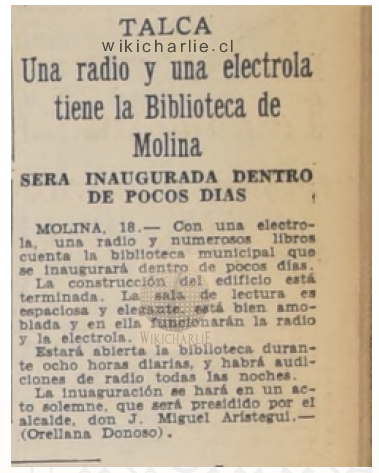 TALCA
wikicharlie.cl
Una radio y una electrola
tiene la Biblioteca de
Molina
SERA INAUGURADA DENTRO
DE POCOS DIAS
MOLINA, 18.— Con una electro-
la, una radio y numerosos libros
cuenta la biblioteca municipal que
se inaugurará dentro de pocos días.
La construcción del edificio está
terminada. La sala de lectura es
espaciosa y elegante, está bien amo-
blada y en ella funcionarán la radio
y la electrola.
WIKICHARLIE
Estará abierta la biblioteca duran-
te ocho horas diarias, y habrá audi-
ciones de radio todas las noches.
La inuaguración se hará en un ac-
to solemne, que será presidido por el
alcalde, don J. Miguel Arístegui.—
(Orellana Donoso).